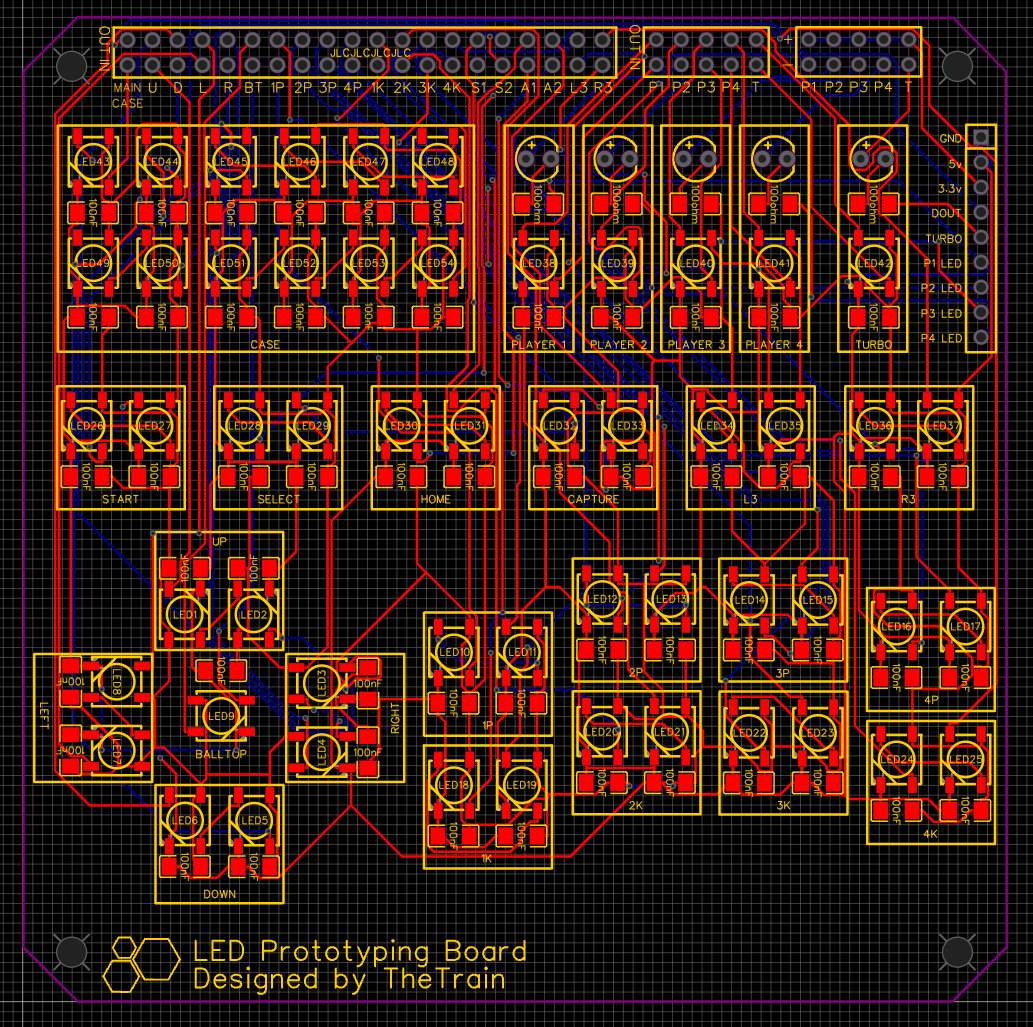 OUT IN
JLCJLCJLCJLC
OUT IN
+
-
MAIN U D L R BT 1P 2P 3P 4P 1K 2K 3K 4K S1 S2 A1 A2 L3 R3
CASE
P1 P2 P3 P4 T
P1 P2 P3 P4 T
GND
5v
3.3v
DOUT
TURBO
P1 LED
P2 LED
P3 LED
P4 LED
+ + + + +
LED43 LED44 LED45 LED46 LED47 LED48
100nF 100nF 100nF 100nF 100nF 100nF
100ohm 100ohm 100ohm 100ohm 100ohm
LED49 LED50 LED51 LED52 LED53 LED54
LED38 LED39 LED40 LED41 LED42
100nF 100nF 100nF 100nF 100nF 100nF
100nF 100nF 100nF 100nF 100nF
CASE
PLAYER 1 PLAYER 2 PLAYER 3 PLAYER 4 TURBO
LED26 LED27 LED28 LED29 LED30 LED31 LED32 LED33 LED34 LED35 LED36 LED37
100nF 100nF 100nF 100nF 100nF 100nF 100nF 100nF 100nF 100nF 100nF 100nF
START SELECT HOME CAPTURE L3 R3
UP
100nF 100nF
LED1 LED2
LED12 LED13 LED14 LED15
LED16 LED17
100nF 100nF 100nF 100nF
2P 3P
100nF 100nF
4P
LED10 LED11
100nF 100nF
1P
LEFT
100nF LED8
100nF LED7
100nF
LED9
BALLTOP
LED3 100nF
LED4 100nF
RIGHT
LED20 LED21 LED22 LED23
100nF 100nF 100nF 100nF
2K 3K
LED24 LED25
100nF 100nF
4K
LED18 LED19
100nF 100nF
1K
LED6 LED5
100nF 100nF
DOWN
LED Prototyping Board
Designed by TheTrain